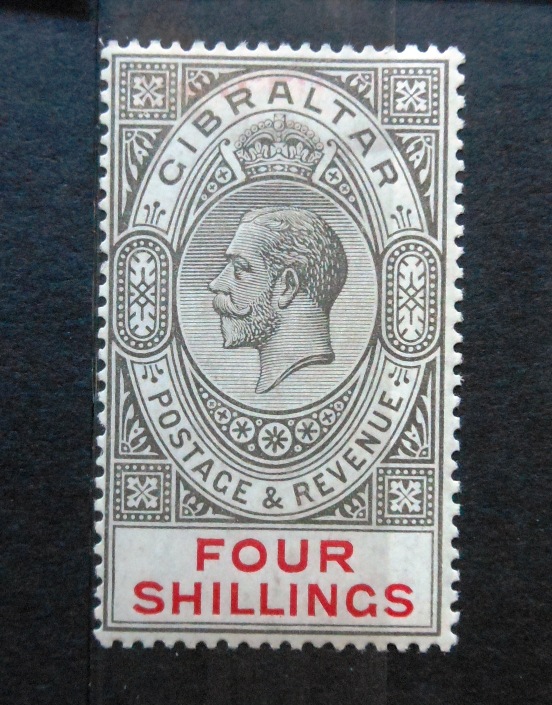 GIBRALTAR
POSTAGE & REVENUE
FOUR
SHILLINGS